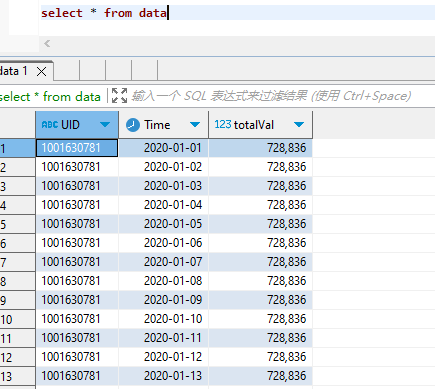 select * from data
data 1
select * from data 输入一个 SQL 表达式来过滤结果 (使用 Ctrl+Space)
ABC UID Time 123 totalVal
1 1001630781 2020-01-01 728,836
2 1001630781 2020-01-02 728,836
3 1001630781 2020-01-03 728,836
4 1001630781 2020-01-04 728,836
5 1001630781 2020-01-05 728,836
6 1001630781 2020-01-06 728,836
7 1001630781 2020-01-07 728,836
8 1001630781 2020-01-08 728,836
9 1001630781 2020-01-09 728,836
10 1001630781 2020-01-10 728,836
11 1001630781 2020-01-11 728,836
12 1001630781 2020-01-12 728,836
13 1001630781 2020-01-13 728,836